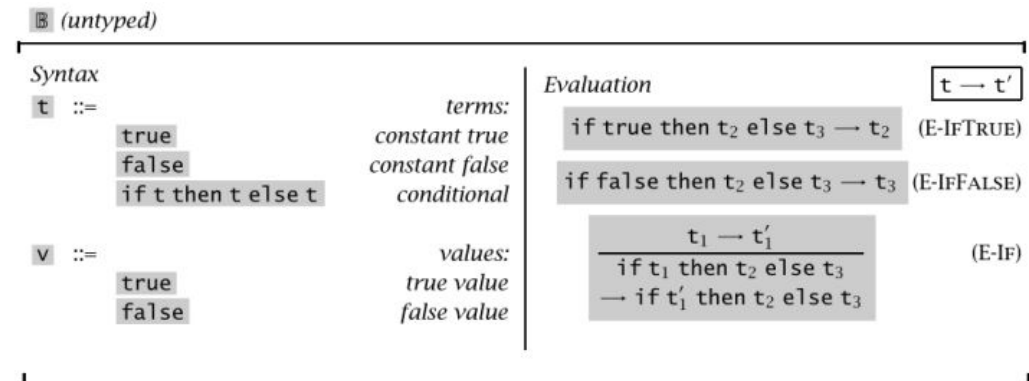 𝔹 (untyped)
Syntax
t ::= terms:
true constant true
false constant false
if t then t else t conditional
v ::= values:
true true value
false false value
Evaluation t → t′
if true then t₂ else t₃ → t₂ (E-IFTRUE)
if false then t₂ else t₃ → t₃ (E-IFFALSE)
t₁ → t₁′ (E-IF)
if t₁ then t₂ else t₃
→ if t₁′ then t₂ else t₃